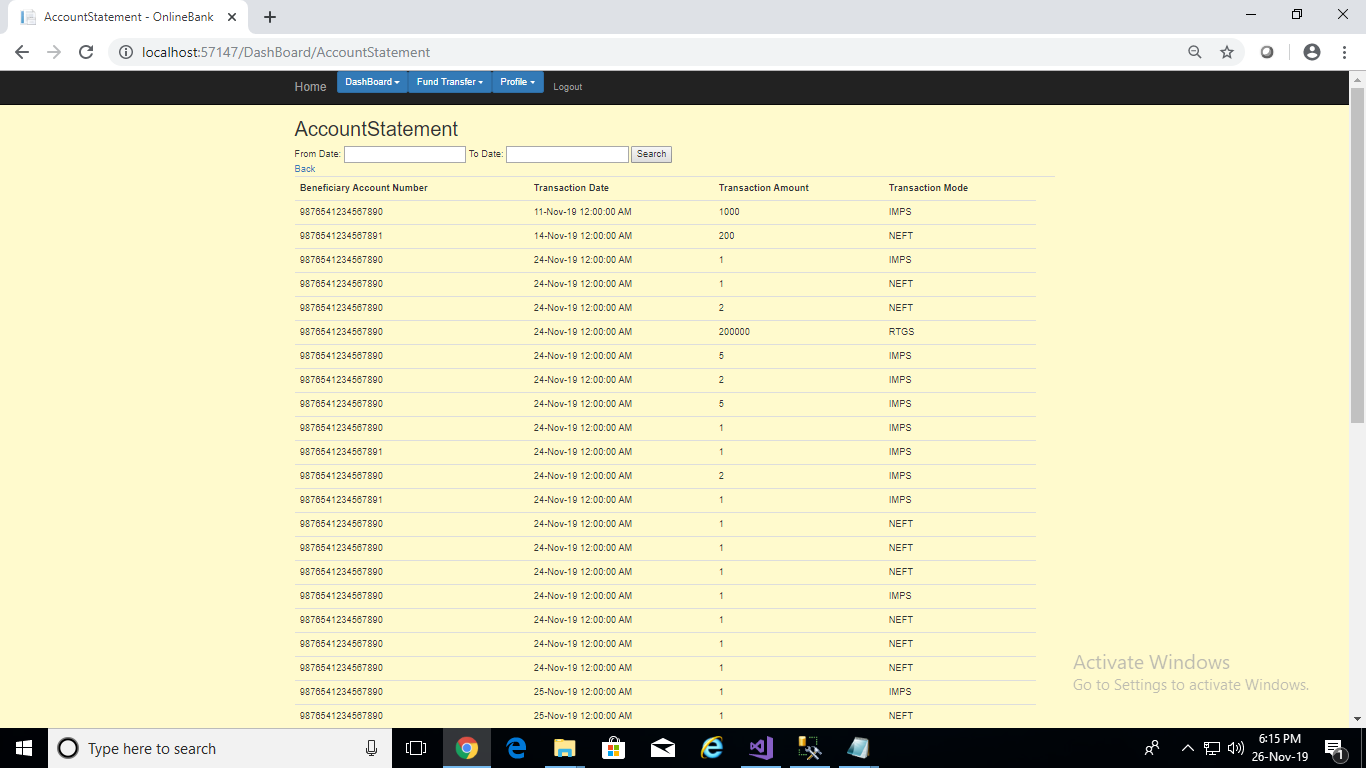 AccountStatement - OnlineBank
localhost:57147/DashBoard/AccountStatement
Home DashBoard Fund Transfer Profile Logout
AccountStatement
From Date: To Date: Search
Back
Beneficiary Account Number Transaction Date Transaction Amount Transaction Mode
9876541234567890 11-Nov-19 12:00:00 AM 1000 IMPS
9876541234567891 14-Nov-19 12:00:00 AM 200 NEFT
9876541234567890 24-Nov-19 12:00:00 AM 1 IMPS
9876541234567890 24-Nov-19 12:00:00 AM 1 NEFT
9876541234567890 24-Nov-19 12:00:00 AM 2 NEFT
9876541234567890 24-Nov-19 12:00:00 AM 200000 RTGS
9876541234567890 24-Nov-19 12:00:00 AM 5 IMPS
9876541234567890 24-Nov-19 12:00:00 AM 2 IMPS
9876541234567890 24-Nov-19 12:00:00 AM 5 IMPS
9876541234567890 24-Nov-19 12:00:00 AM 1 IMPS
9876541234567891 24-Nov-19 12:00:00 AM 1 IMPS
9876541234567890 24-Nov-19 12:00:00 AM 2 IMPS
9876541234567891 24-Nov-19 12:00:00 AM 1 IMPS
9876541234567890 24-Nov-19 12:00:00 AM 1 NEFT
9876541234567890 24-Nov-19 12:00:00 AM 1 NEFT
9876541234567890 24-Nov-19 12:00:00 AM 1 NEFT
9876541234567890 24-Nov-19 12:00:00 AM 1 IMPS
9876541234567890 24-Nov-19 12:00:00 AM 1 NEFT
9876541234567890 24-Nov-19 12:00:00 AM 1 NEFT
9876541234567890 24-Nov-19 12:00:00 AM 1 NEFT
9876541234567890 25-Nov-19 12:00:00 AM 1 IMPS
9876541234567890 25-Nov-19 12:00:00 AM 1 NEFT
Activate Windows
Go to Settings to activate Windows.
Type here to search
6:15 PM
26-Nov-19
1